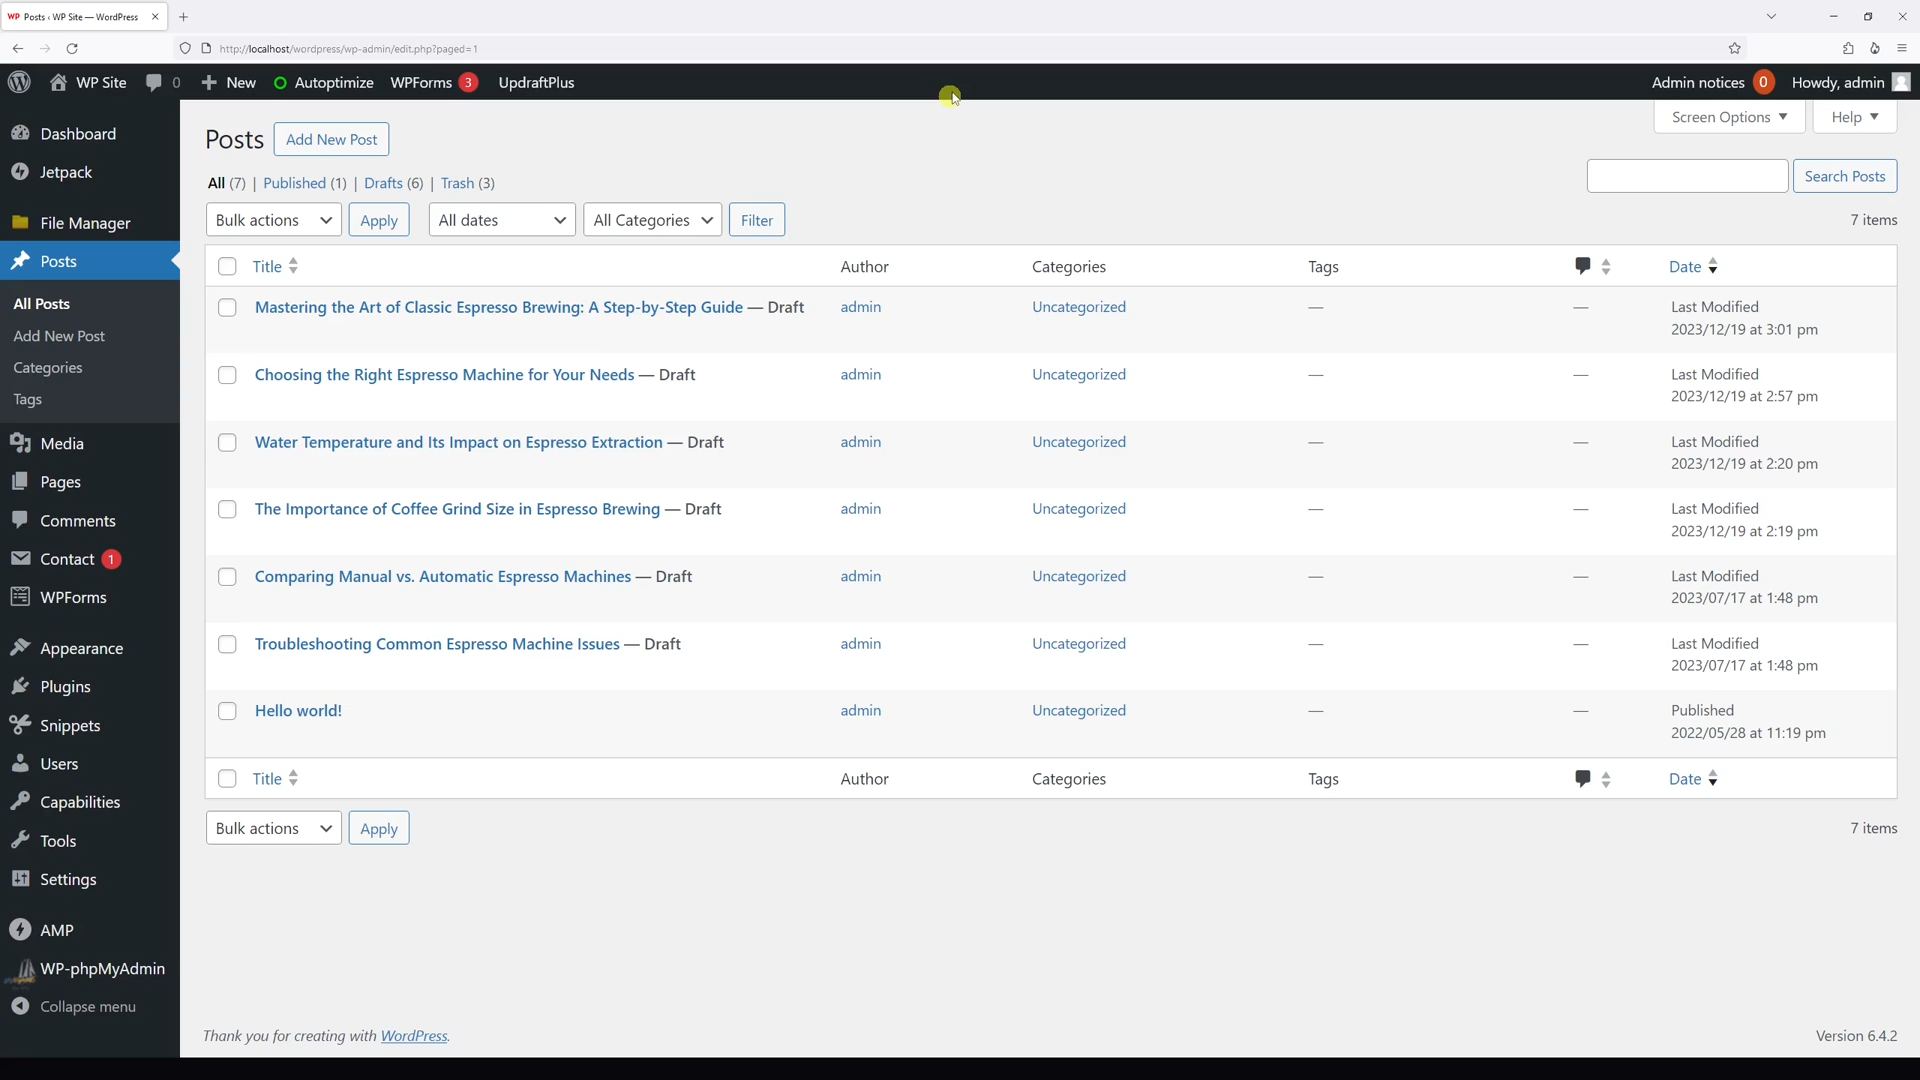 WP Posts ‹ WP Site — WordPress
http://localhost/wordpress/wp-admin/edit.php?paged=1
WP Site 0 New Autoptimize WPForms 3 UpdraftPlus Admin notices 0 Howdy, admin
Screen Options Help
Dashboard
Jetpack
File Manager
Posts
All Posts
Add New Post
Categories
Tags
Media
Pages
Comments
Contact 1
WPForms
Appearance
Plugins
Snippets
Users
Capabilities
Tools
Settings
AMP
WP-phpMyAdmin
Collapse menu
Posts Add New Post
All (7) | Published (1) | Drafts (6) | Trash (3)
Search Posts
Bulk actions Apply All dates All Categories Filter 7 items
Title Author Categories Tags Date
Mastering the Art of Classic Espresso Brewing: A Step-by-Step Guide — Draft admin Uncategorized — — Last Modified
2023/12/19 at 3:01 pm
Choosing the Right Espresso Machine for Your Needs — Draft admin Uncategorized — — Last Modified
2023/12/19 at 2:57 pm
Water Temperature and Its Impact on Espresso Extraction — Draft admin Uncategorized — — Last Modified
2023/12/19 at 2:20 pm
The Importance of Coffee Grind Size in Espresso Brewing — Draft admin Uncategorized — — Last Modified
2023/12/19 at 2:19 pm
Comparing Manual vs. Automatic Espresso Machines — Draft admin Uncategorized — — Last Modified
2023/07/17 at 1:48 pm
Troubleshooting Common Espresso Machine Issues — Draft admin Uncategorized — — Last Modified
2023/07/17 at 1:48 pm
Hello world! admin Uncategorized — — Published
2022/05/28 at 11:19 pm
Title Author Categories Tags Date
Bulk actions Apply 7 items
Thank you for creating with WordPress. Version 6.4.2